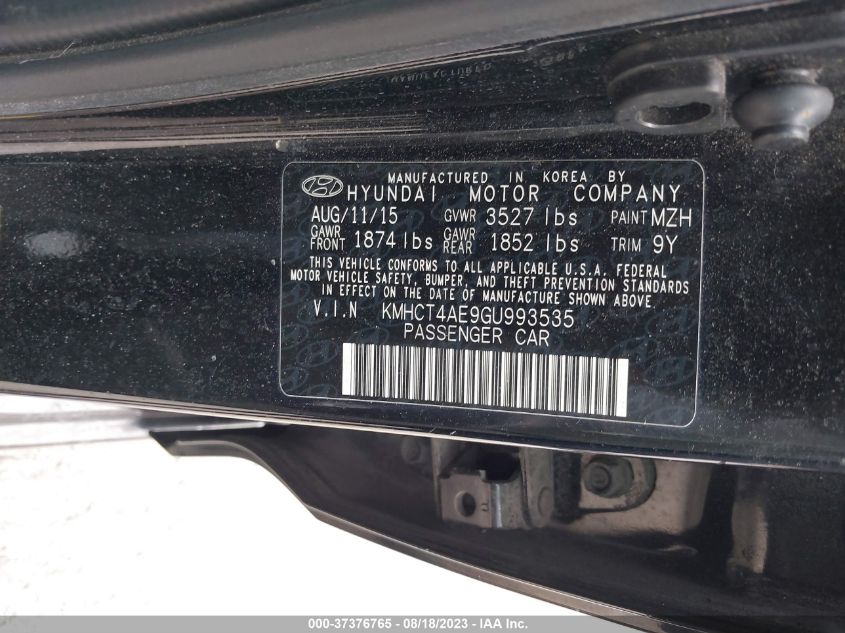 MANUFACTURED IN KOREA BY
HYUNDAI MOTOR COMPANY
AUG/11/15 GVWR 3527 lbs PAINT MZH
GAWR FRONT 1874 lbs GAWR REAR 1852 lbs TRIM 9Y
THIS VEHICLE CONFORMS TO ALL APPLICABLE U.S.A. FEDERAL
MOTOR VEHICLE SAFETY, BUMPER, AND THEFT PREVENTION STANDARDS
IN EFFECT ON THE DATE OF MANUFACTURE SHOWN ABOVE.
V.I.N KMHCT4AE9GU993535
PASSENGER CAR
000-37376765 - 08/18/2023 - IAA Inc.